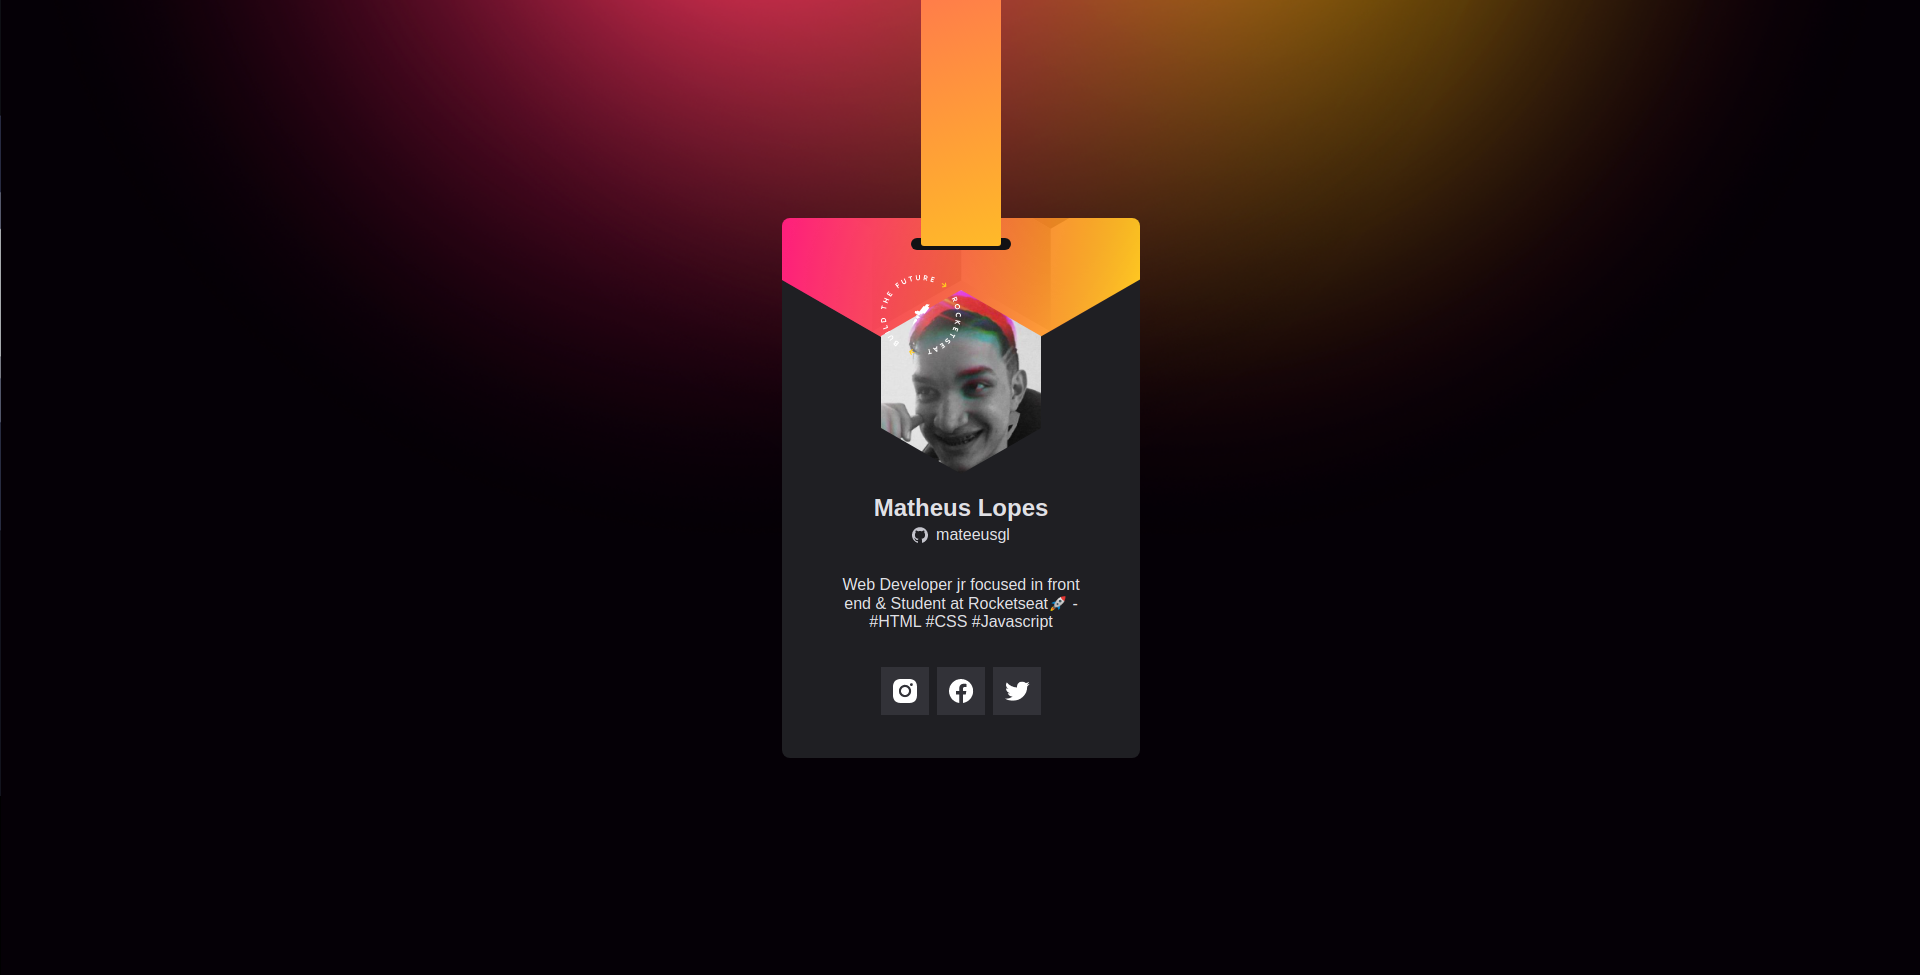 BUILD THE FUTURE
ROCKETSEAT
Matheus Lopes
mateeusgl
Web Developer jr focused in front
end & Student at Rocketseat🚀 -
#HTML #CSS #Javascript